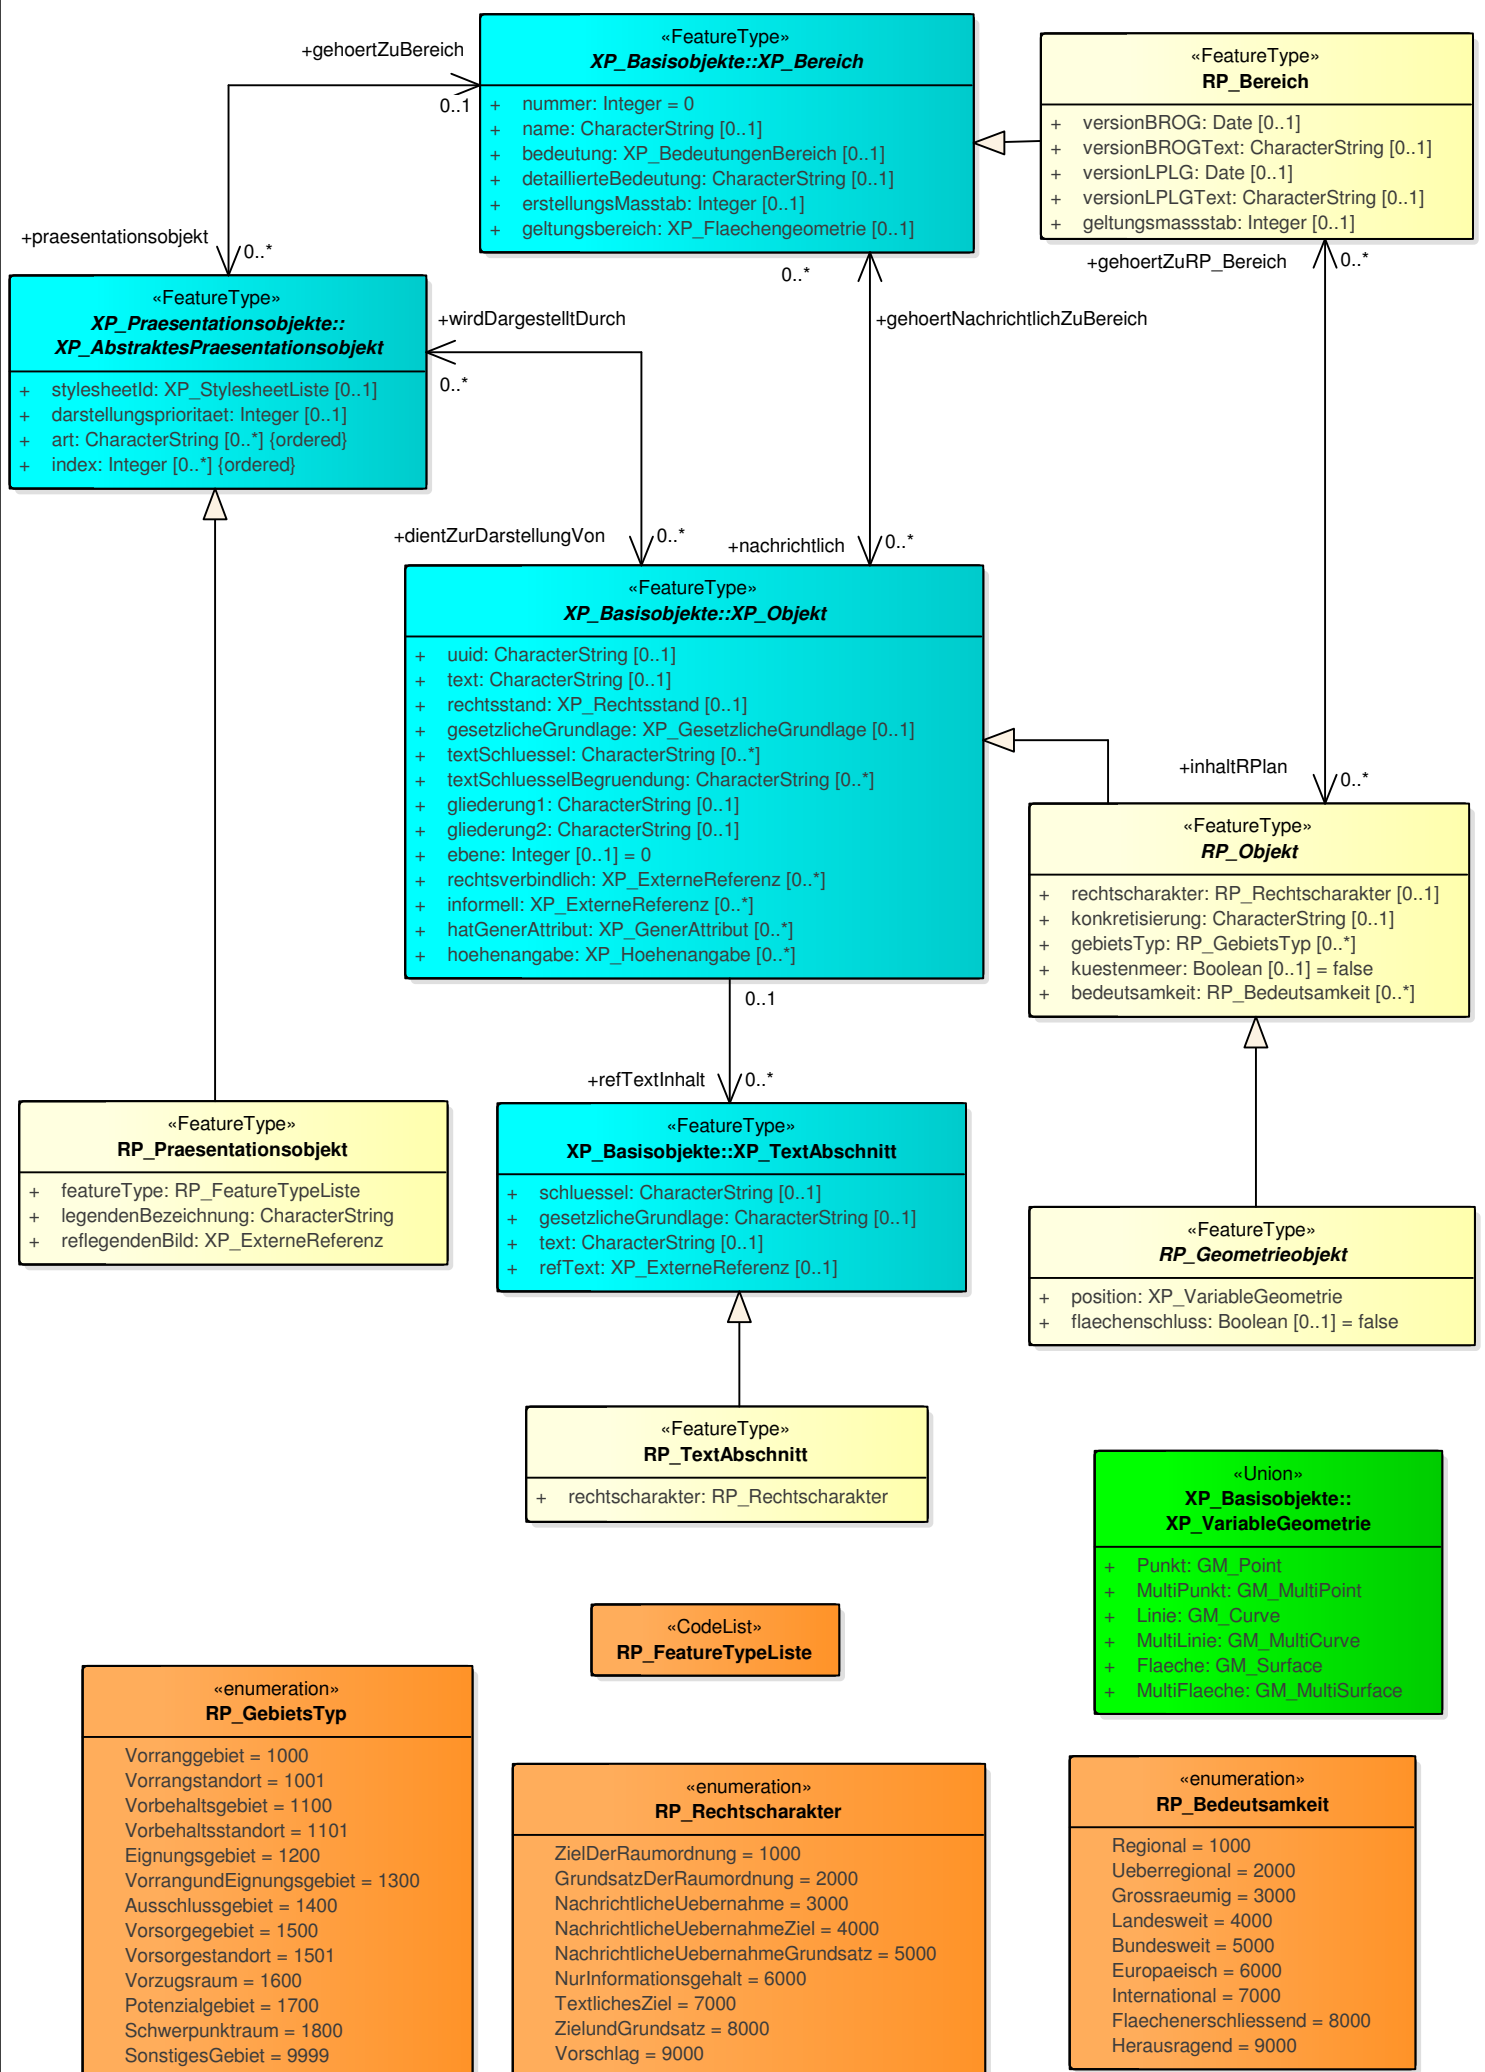 +gehoertZuBereich
0..1
«FeatureType»
XP_Basisobjekte::XP_Bereich
+ nummer: Integer = 0
+ name: CharacterString [0..1]
+ bedeutung: XP_BedeutungenBereich [0..1]
+ detaillierteBedeutung: CharacterString [0..1]
+ erstellungsMasstab: Integer [0..1]
+ geltungsbereich: XP_Flaechengeometrie [0..1]
«FeatureType»
RP_Bereich
+ versionBROG: Date [0..1]
+ versionBROGText: CharacterString [0..1]
+ versionLPLG: Date [0..1]
+ versionLPLGText: CharacterString [0..1]
+ geltungsmassstab: Integer [0..1]
+praesentationsobjekt
0..*
0..*
+gehoertZuRP_Bereich
0..*
«FeatureType»
XP_Praesentationsobjekte::
XP_AbstraktesPraesentationsobjekt
+ stylesheetId: XP_StylesheetListe [0..1]
+ darstellungsprioritaet: Integer [0..1]
+ art: CharacterString [0..*] {ordered}
+ index: Integer [0..*] {ordered}
+wirdDargestelltDurch
0..*
+gehoertNachrichtlichZuBereich
+dientZurDarstellungVon
0..*
+nachrichtlich
0..*
«FeatureType»
XP_Basisobjekte::XP_Objekt
+ uuid: CharacterString [0..1]
+ text: CharacterString [0..1]
+ rechtsstand: XP_Rechtsstand [0..1]
+ gesetzlicheGrundlage: XP_GesetzlicheGrundlage [0..1]
+ textSchluessel: CharacterString [0..*]
+ textSchluesselBegruendung: CharacterString [0..*]
+ gliederung1: CharacterString [0..1]
+ gliederung2: CharacterString [0..1]
+ ebene: Integer [0..1] = 0
+ rechtsverbindlich: XP_ExterneReferenz [0..*]
+ informell: XP_ExterneReferenz [0..*]
+ hatGenerAttribut: XP_GenerAttribut [0..*]
+ hoehenangabe: XP_Hoehenangabe [0..*]
+inhaltRPlan
0..*
«FeatureType»
RP_Objekt
+ rechtscharakter: RP_Rechtscharakter [0..1]
+ konkretisierung: CharacterString [0..1]
+ gebietsTyp: RP_GebietsTyp [0..*]
+ kuestenmeer: Boolean [0..1] = false
+ bedeutsamkeit: RP_Bedeutsamkeit [0..*]
0..1
+refTextInhalt
0..*
«FeatureType»
RP_Praesentationsobjekt
+ featureType: RP_FeatureTypeListe
+ legendenBezeichnung: CharacterString
+ reflegendenBild: XP_ExterneReferenz
«FeatureType»
XP_Basisobjekte::XP_TextAbschnitt
+ schluessel: CharacterString [0..1]
+ gesetzlicheGrundlage: CharacterString [0..1]
+ text: CharacterString [0..1]
+ refText: XP_ExterneReferenz [0..1]
«FeatureType»
RP_Geometrieobjekt
+ position: XP_VariableGeometrie
+ flaechenschluss: Boolean [0..1] = false
«FeatureType»
RP_TextAbschnitt
+ rechtscharakter: RP_Rechtscharakter
«Union»
XP_Basisobjekte::
XP_VariableGeometrie
+ Punkt: GM_Point
+ MultiPunkt: GM_MultiPoint
+ Linie: GM_Curve
+ MultiLinie: GM_MultiCurve
+ Flaeche: GM_Surface
+ MultiFlaeche: GM_MultiSurface
«CodeList»
RP_FeatureTypeListe
«enumeration»
RP_GebietsTyp
Vorranggebiet = 1000
Vorrangstandort = 1001
Vorbehaltsgebiet = 1100
Vorbehaltsstandort = 1101
Eignungsgebiet = 1200
VorrangundEignungsgebiet = 1300
Ausschlussgebiet = 1400
Vorsorgegebiet = 1500
Vorsorgestandort = 1501
Vorzugsraum = 1600
Potenzialgebiet = 1700
Schwerpunktraum = 1800
SonstigesGebiet = 9999
«enumeration»
RP_Rechtscharakter
ZielDerRaumordnung = 1000
GrundsatzDerRaumordnung = 2000
NachrichtlicheUebernahme = 3000
NachrichtlicheUebernahmeZiel = 4000
NachrichtlicheUebernahmeGrundsatz = 5000
NurInformationsgehalt = 6000
TextlichesZiel = 7000
ZielundGrundsatz = 8000
Vorschlag = 9000
«enumeration»
RP_Bedeutsamkeit
Regional = 1000
Ueberregional = 2000
Grossraeumig = 3000
Landesweit = 4000
Bundesweit = 5000
Europaeisch = 6000
International = 7000
Flaechenerschliessend = 8000
Herausragend = 9000